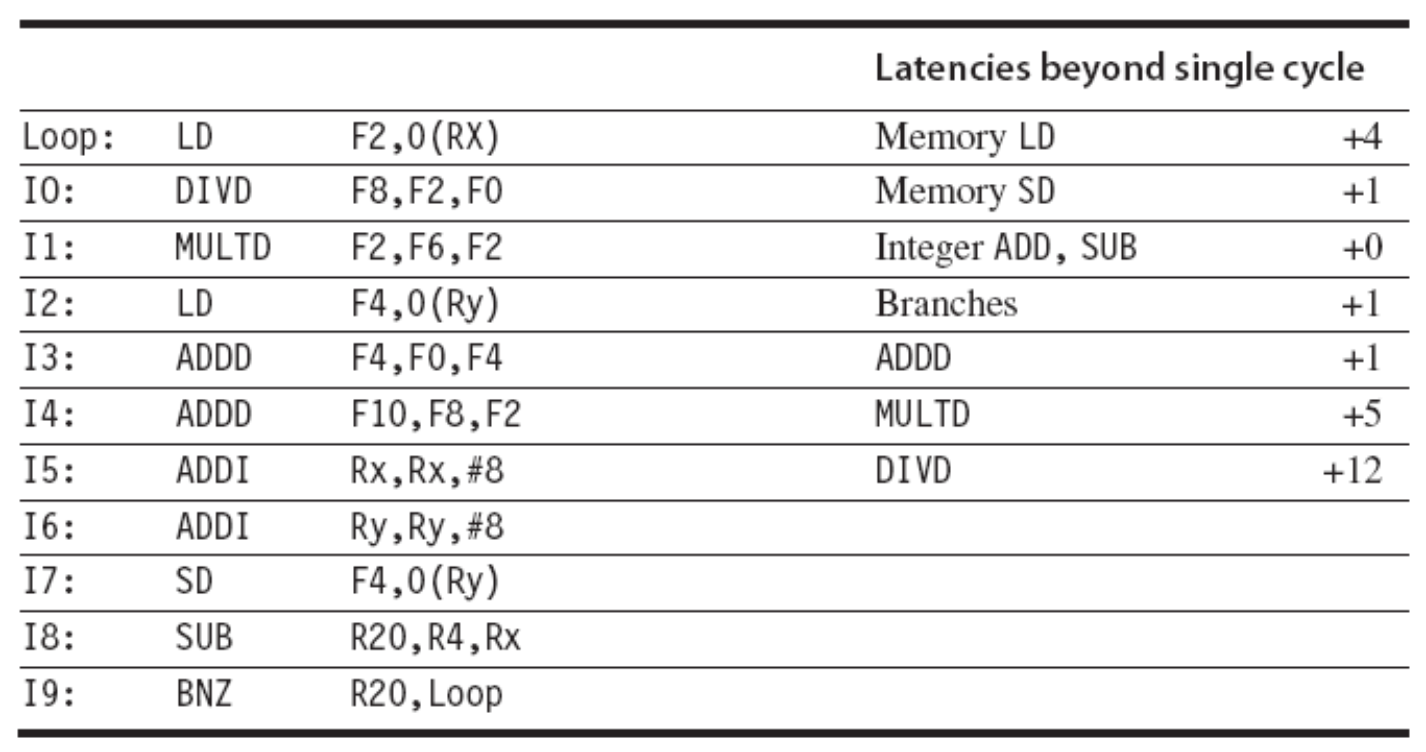 Latencies beyond single cycle
Loop: LD F2,0(RX) Memory LD +4
I0: DIVD F8,F2,F0 Memory SD +1
I1: MULTD F2,F6,F2 Integer ADD, SUB +0
I2: LD F4,0(Ry) Branches +1
I3: ADDD F4,F0,F4 ADDD +1
I4: ADDD F10,F8,F2 MULTD +5
I5: ADDI Rx,Rx,#8 DIVD +12
I6: ADDI Ry,Ry,#8
I7: SD F4,0(Ry)
I8: SUB R20,R4,Rx
I9: BNZ R20,Loop